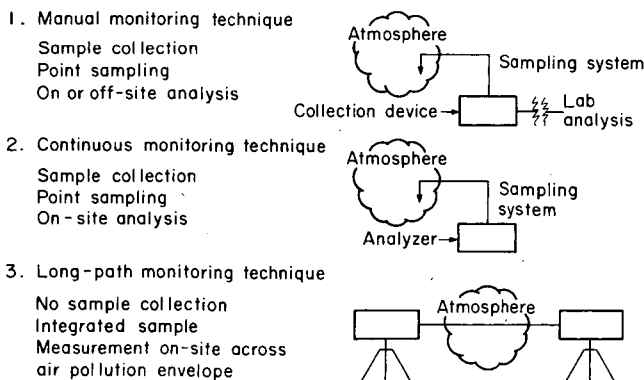 1. Manual monitoring technique
Sample collection
Point sampling
On or off-site analysis
Atmosphere
Sampling system
Collection device
Lab
analysis
2. Continuous monitoring technique
Sample collection
Point sampling
On-site analysis
Atmosphere
Sampling
system
Analyzer
3. Long-path monitoring technique
No sample collection
Integrated sample
Measurement on-site across
air pollution envelope
Atmosphere